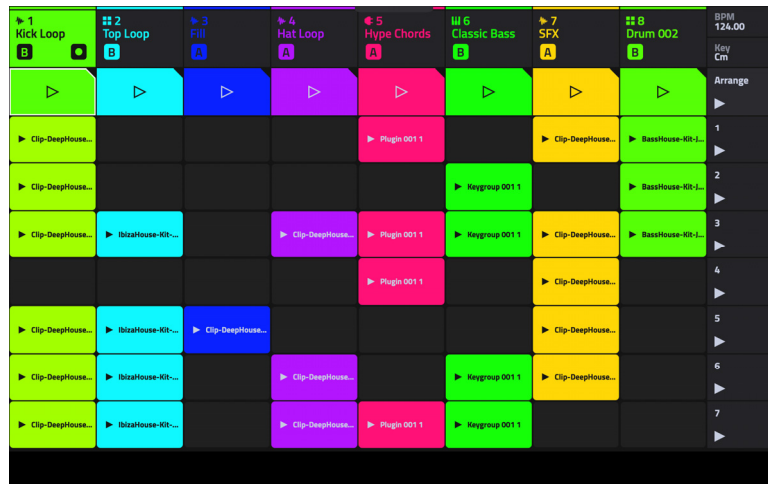 1 2 3 4 5 6 7 8 BPM
Kick Loop Top Loop Fill Hat Loop Hype Chords Classic Bass SFX Drum 002 124.00
B B A A A B A B Key
Cm
Arrange
Clip-DeepHouse... Plugin 001 1 Clip-DeepHouse... BassHouse-Kit-J... 1
Clip-DeepHouse... Keygroup 001 1 BassHouse-Kit-J... 2
Clip-DeepHouse... IbizaHouse-Kit-... Clip-DeepHouse... Plugin 001 1 Keygroup 001 1 Clip-DeepHouse... BassHouse-Kit-J... 3
Plugin 001 1 Clip-DeepHouse... 4
Clip-DeepHouse... IbizaHouse-Kit-... Clip-DeepHouse... Clip-DeepHouse... 5
Clip-DeepHouse... IbizaHouse-Kit-... Clip-DeepHouse... Keygroup 001 1 Clip-DeepHouse... 6
Clip-DeepHouse... IbizaHouse-Kit-... Clip-DeepHouse... Plugin 001 1 Keygroup 001 1 7